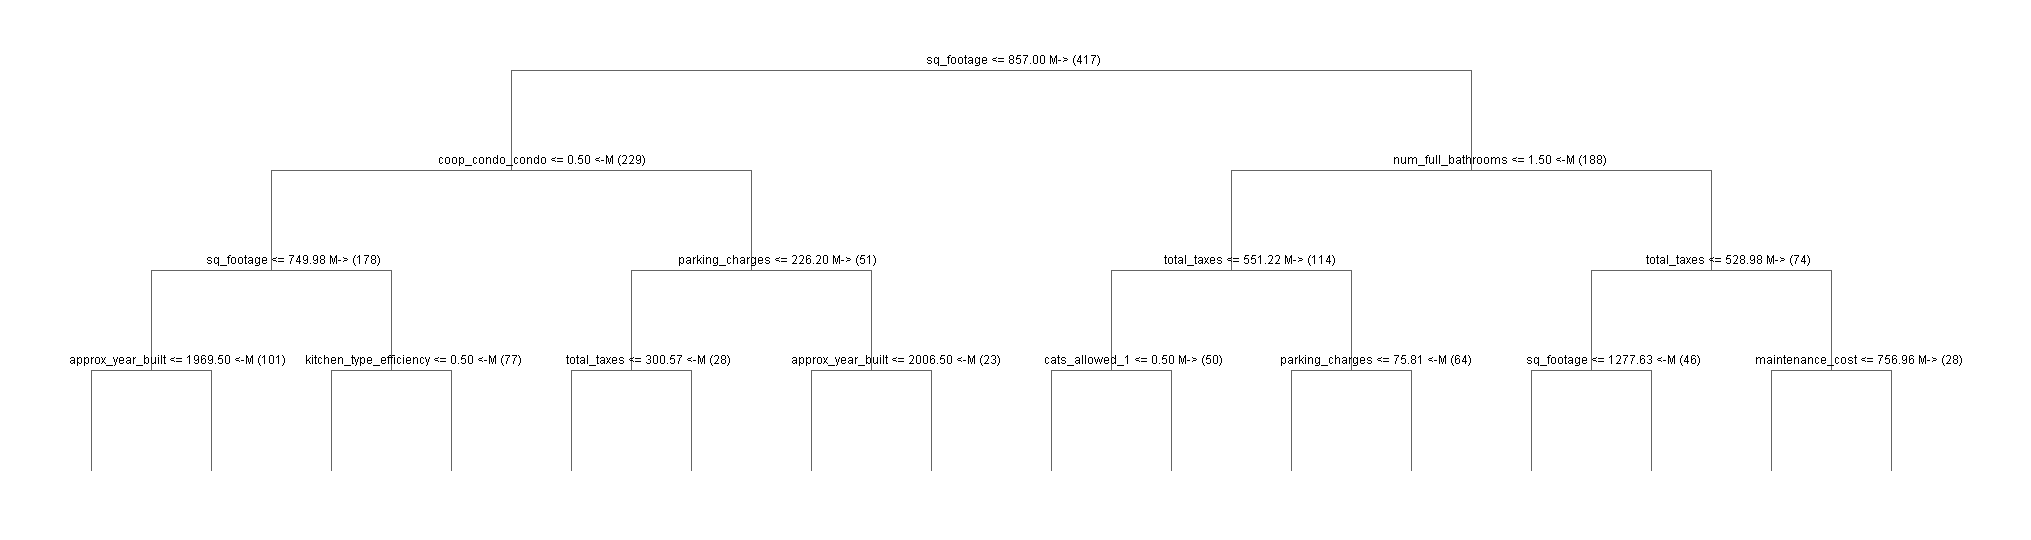 sq_footage <= 857.00 M-> (417)
coop_condo_condo <= 0.50 <-M (229)
num_full_bathrooms <= 1.50 <-M (188)
sq_footage <= 749.98 M-> (178)
parking_charges <= 226.20 M-> (51)
total_taxes <= 551.22 M-> (114)
total_taxes <= 528.98 M-> (74)
approx_year_built <= 1969.50 <-M (101)
kitchen_type_efficiency <= 0.50 <-M (77)
total_taxes <= 300.57 <-M (28)
approx_year_built <= 2006.50 <-M (23)
cats_allowed_1 <= 0.50 M-> (50)
parking_charges <= 75.81 <-M (64)
sq_footage <= 1277.63 <-M (46)
maintenance_cost <= 756.96 M-> (28)